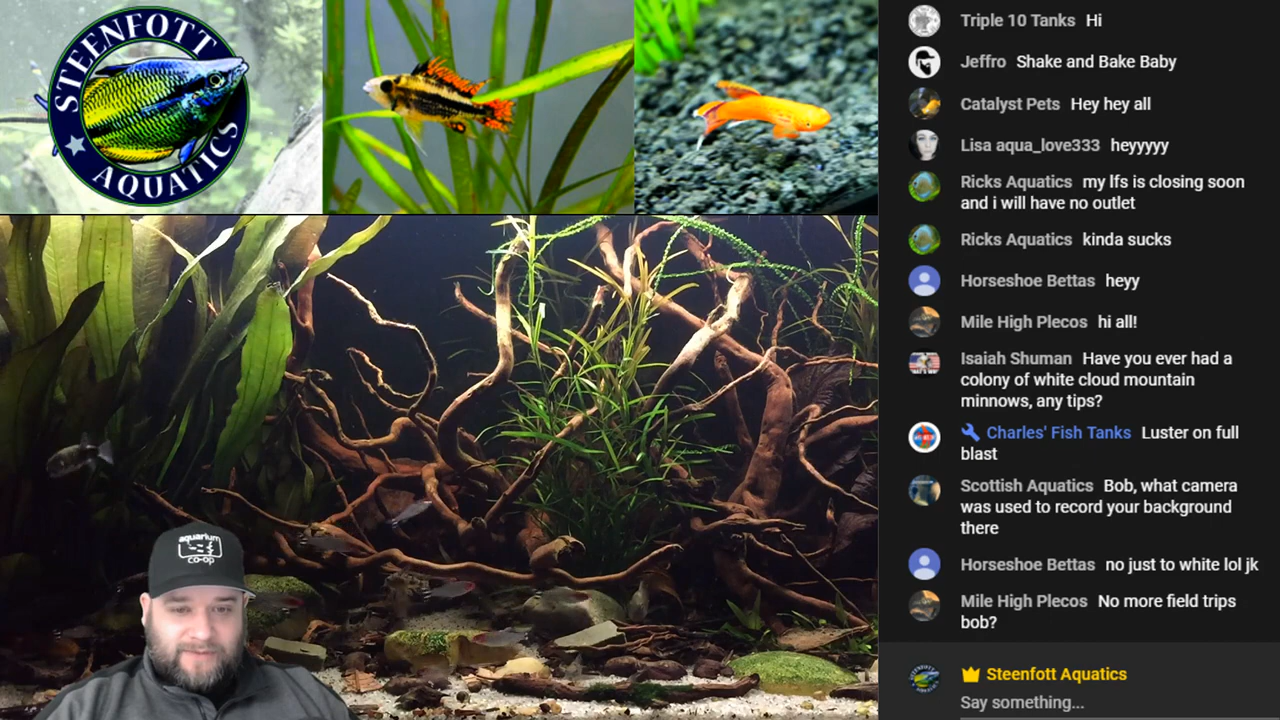 STEENFOTT
AQUATICS
aquarium
co-op
Triple 10 Tanks Hi
Jeffro Shake and Bake Baby
Catalyst Pets Hey hey all
Lisa aqua_love333 heyyyyy
Ricks Aquatics my lfs is closing soon
and i will have no outlet
Ricks Aquatics kinda sucks
Horseshoe Bettas heyy
Mile High Plecos hi all!
Isaiah Shuman Have you ever had a
colony of white cloud mountain
minnows, any tips?
Charles' Fish Tanks Luster on full
blast
Scottish Aquatics Bob, what camera
was used to record your background
there
Horseshoe Bettas no just to white lol jk
Mile High Plecos No more field trips
bob?
Steenfott Aquatics
Say something...